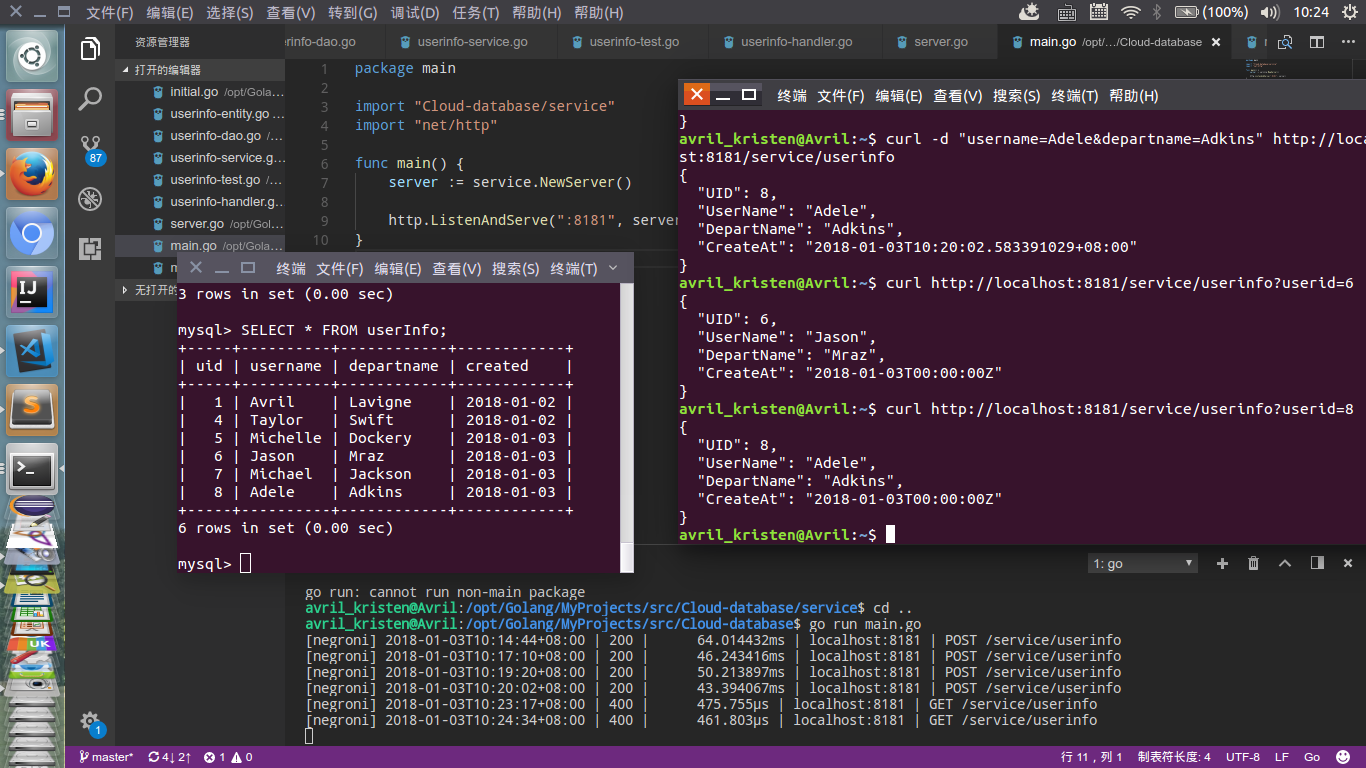 文件(F) 编辑(E) 选择(S) 查看(V) 转到(G) 调试(D) 任务(T) 帮助(H) 帮助(H) (100%) 10:24
资源管理器
打开的编辑器
initial.go /opt/Gola...
userinfo-entity.go ...
userinfo-dao.go /...
userinfo-service.g...
userinfo-test.go /...
userinfo-handler.g...
server.go /opt/Gol...
main.go /opt/Gola...
无打开的
87
1
erinfo-dao.go userinfo-service.go userinfo-test.go userinfo-handler.go server.go main.go /opt/.../Cloud-database
1 package main
2
3 import "Cloud-database/service"
4 import "net/http"
5
6 func main() {
7 server := service.NewServer()
8
9 http.ListenAndServe(":8181", serve
10 }
终端 文件(F) 编辑(E) 查看(V) 搜索(S) 终端(T) 帮助(H)
}
avril_kristen@Avril:~$ curl -d "username=Adele&departname=Adkins" http://loca
st:8181/service/userinfo
{
"UID": 8,
"UserName": "Adele",
"DepartName": "Adkins",
"CreateAt": "2018-01-03T10:20:02.583391029+08:00"
}
avril_kristen@Avril:~$ curl http://localhost:8181/service/userinfo?userid=6
{
"UID": 6,
"UserName": "Jason",
"DepartName": "Mraz",
"CreateAt": "2018-01-03T00:00:00Z"
}
avril_kristen@Avril:~$ curl http://localhost:8181/service/userinfo?userid=8
{
"UID": 8,
"UserName": "Adele",
"DepartName": "Adkins",
"CreateAt": "2018-01-03T00:00:00Z"
}
avril_kristen@Avril:~$
终端 文件(F) 编辑(E) 查看(V) 搜索(S) 终端(T)
3 rows in set (0.00 sec)
mysql> SELECT * FROM userInfo;
+-----+----------+------------+------------+
| uid | username | departname | created |
+-----+----------+------------+------------+
| 1 | Avril | Lavigne | 2018-01-02 |
| 4 | Taylor | Swift | 2018-01-02 |
| 5 | Michelle | Dockery | 2018-01-03 |
| 6 | Jason | Mraz | 2018-01-03 |
| 7 | Michael | Jackson | 2018-01-03 |
| 8 | Adele | Adkins | 2018-01-03 |
+-----+----------+------------+------------+
6 rows in set (0.00 sec)
mysql>
1: go
go run: cannot run non-main package
avril_kristen@Avril:/opt/Golang/MyProjects/src/Cloud-database/service$ cd ..
avril_kristen@Avril:/opt/Golang/MyProjects/src/Cloud-database$ go run main.go
[negroni] 2018-01-03T10:14:44+08:00 | 200 | 64.014432ms | localhost:8181 | POST /service/userinfo
[negroni] 2018-01-03T10:17:10+08:00 | 200 | 46.243416ms | localhost:8181 | POST /service/userinfo
[negroni] 2018-01-03T10:19:20+08:00 | 200 | 50.213897ms | localhost:8181 | POST /service/userinfo
[negroni] 2018-01-03T10:20:02+08:00 | 200 | 43.394067ms | localhost:8181 | POST /service/userinfo
[negroni] 2018-01-03T10:23:17+08:00 | 400 | 475.755µs | localhost:8181 | GET /service/userinfo
[negroni] 2018-01-03T10:24:34+08:00 | 400 | 461.803µs | localhost:8181 | GET /service/userinfo
master* 4↓ 2↑ 1 0 行 11，列 1 制表符长度: 4 UTF-8 LF Go